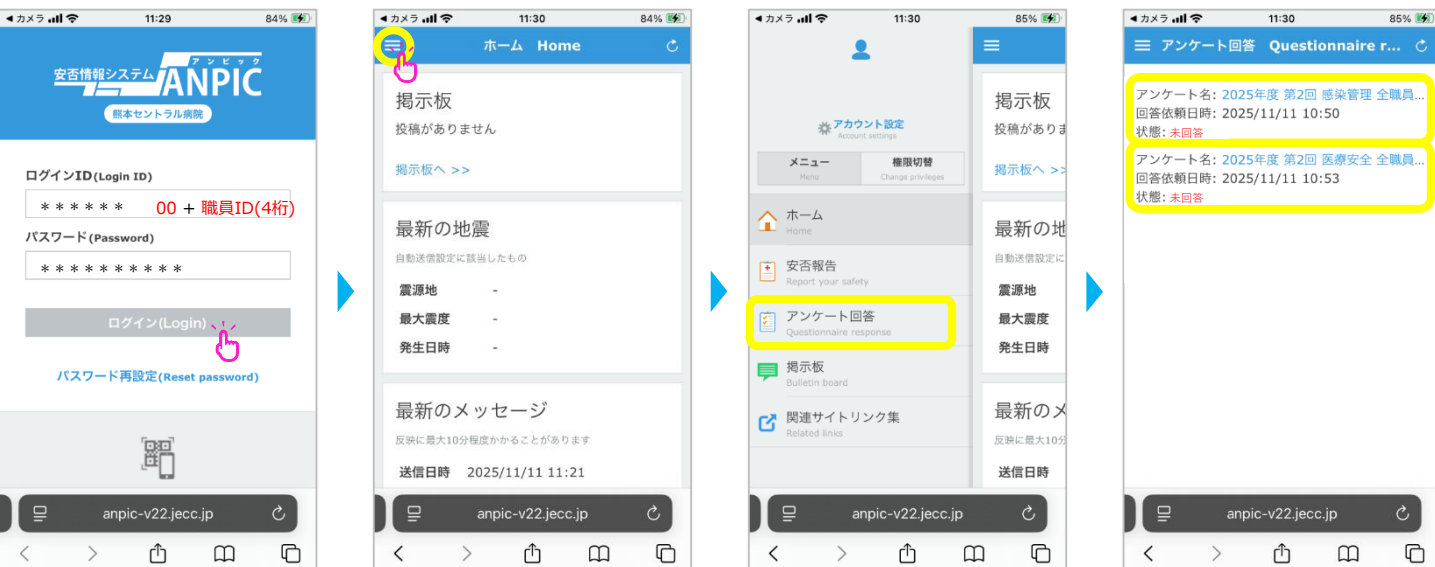 カメラ 11:29 84%
アンピック
安否情報システム ANPIC
熊本セントラル病院
ログインID(Login ID)
****** 00 + 職員ID(4桁)
パスワード(Password)
**********
ログイン(Login)
パスワード再設定(Reset password)
anpic-v22.jecc.jp
カメラ 11:30 84%
ホーム Home
掲示板
投稿がありません
掲示板へ >>
最新の地震
自動送信設定に該当したもの
震源地 -
最大震度 -
発生日時 -
最新のメッセージ
反映に最大10分程度かかることがあります
送信日時 2025/11/11 11:21
anpic-v22.jecc.jp
カメラ 11:30 85%
アカウント設定
Account settings
メニュー 権限切替
Menu Change privileges
ホーム
Home
安否報告
Report your safety
アンケート回答
Questionnaire response
掲示板
Bulletin board
関連サイトリンク集
Related links
掲示板
投稿がありま
掲示板へ >>
最新の地
自動送信設定に
震源地
最大震度
発生日時
最新のメ
反映に最大10分
送信日時
anpic-v22.jecc.jp
カメラ 11:30 85%
アンケート回答 Questionnaire r...
アンケート名: 2025年度 第2回 感染管理 全職員...
回答依頼日時: 2025/11/11 10:50
状態: 未回答
アンケート名: 2025年度 第2回 医療安全 全職員...
回答依頼日時: 2025/11/11 10:53
状態: 未回答
anpic-v22.jecc.jp